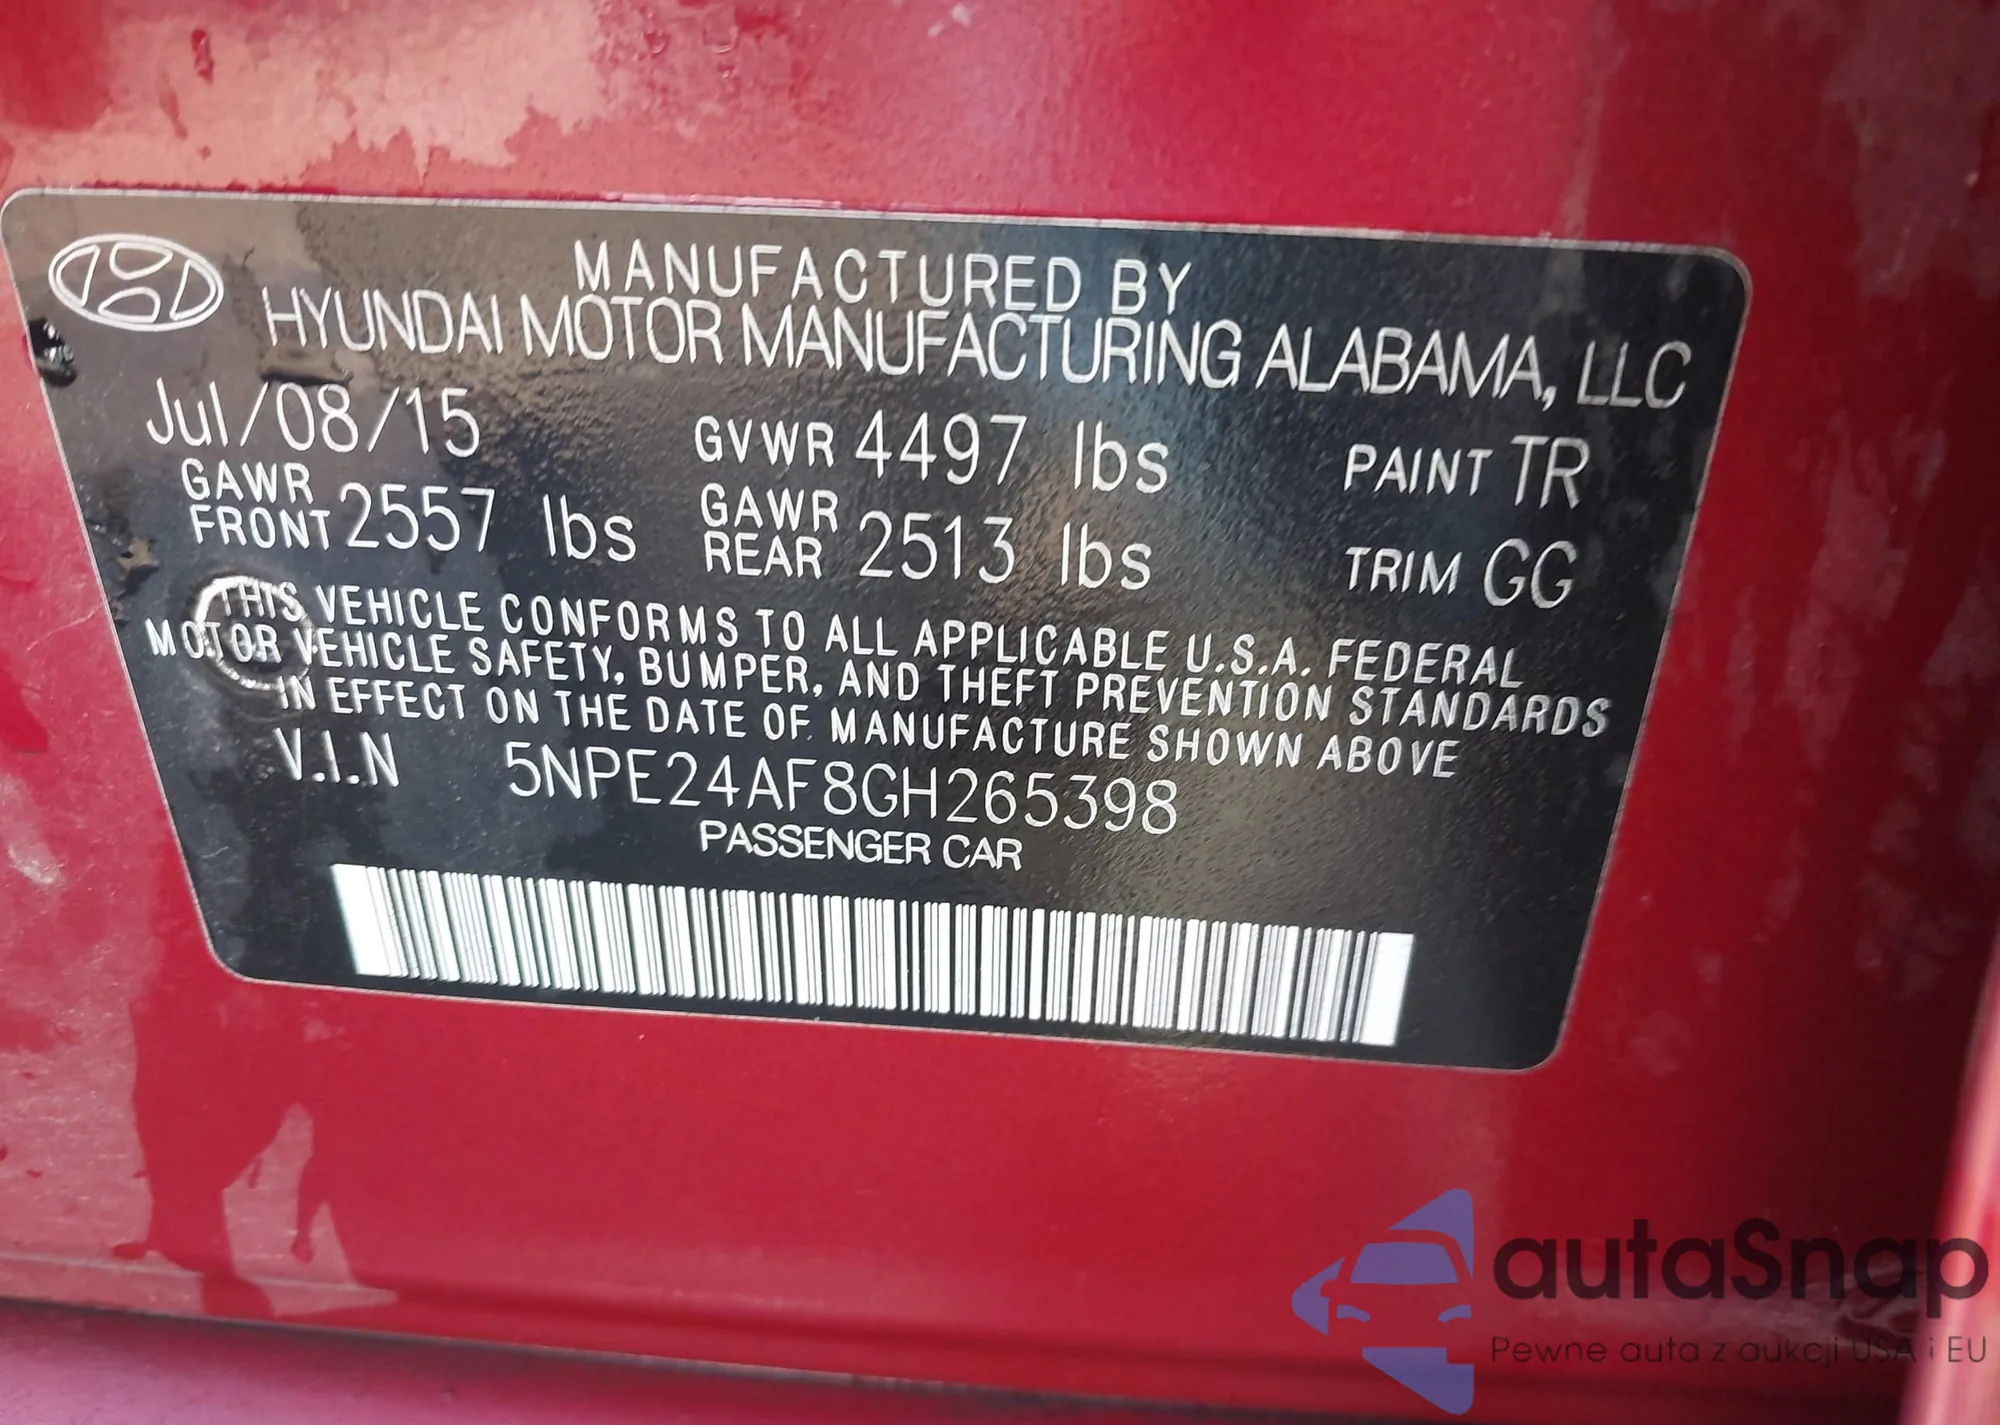 MANUFACTURED BY
HYUNDAI MOTOR MANUFACTURING ALABAMA, LLC
Jul/08/15 GVWR 4497 lbs PAINT TR
GAWR FRONT 2557 lbs GAWR REAR 2513 lbs TRIM GG
THIS VEHICLE CONFORMS TO ALL APPLICABLE U.S.A. FEDERAL
MOTOR VEHICLE SAFETY, BUMPER, AND THEFT PREVENTION STANDARDS
IN EFFECT ON THE DATE OF MANUFACTURE SHOWN ABOVE
V.I.N 5NPE24AF8GH265398
PASSENGER CAR
autaSnap
Pewne auta z aukcji USA i EU